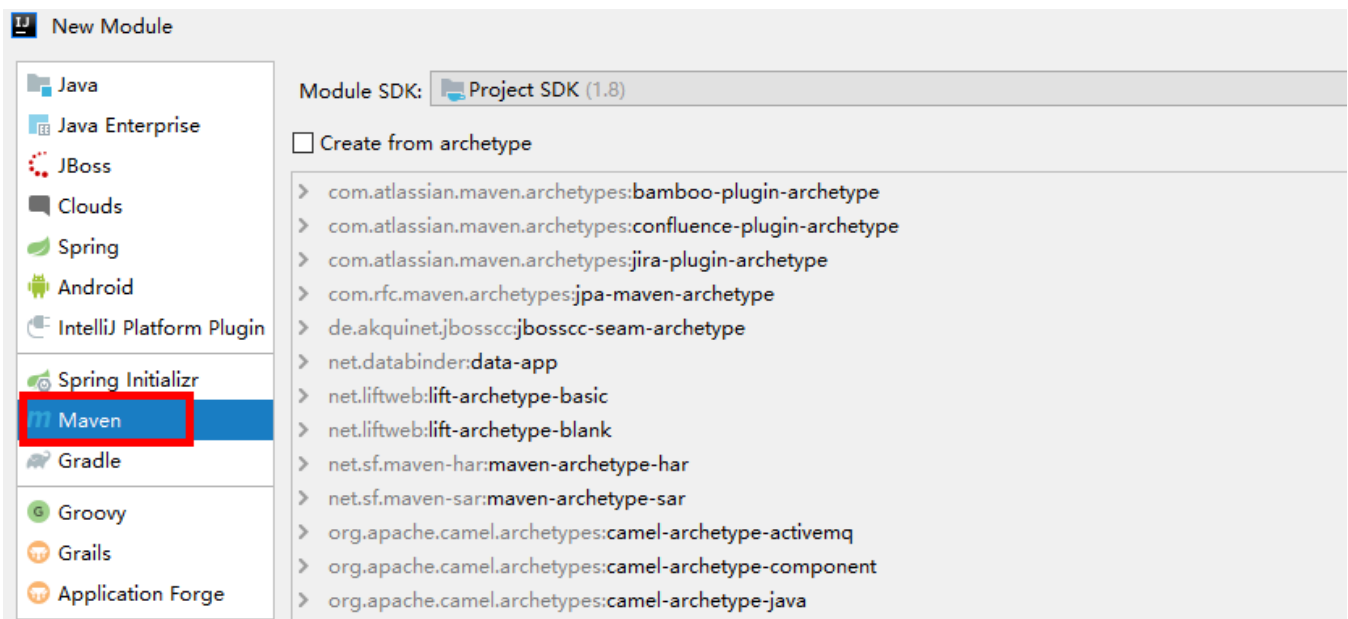 New Module
Java
Java Enterprise
JBoss
Clouds
Spring
Android
IntelliJ Platform Plugin
Spring Initializr
Maven
Gradle
Groovy
Grails
Application Forge
Module SDK: Project SDK (1.8)
Create from archetype
com.atlassian.maven.archetypes:bamboo-plugin-archetype
com.atlassian.maven.archetypes:confluence-plugin-archetype
com.atlassian.maven.archetypes:jira-plugin-archetype
com.rfc.maven.archetypes:jpa-maven-archetype
de.akquinet.jbosscc:jbosscc-seam-archetype
net.databinder:data-app
net.liftweb:lift-archetype-basic
net.liftweb:lift-archetype-blank
net.sf.maven-har:maven-archetype-har
net.sf.maven-sar:maven-archetype-sar
org.apache.camel.archetypes:camel-archetype-activemq
org.apache.camel.archetypes:camel-archetype-component
org.apache.camel.archetypes:camel-archetype-java